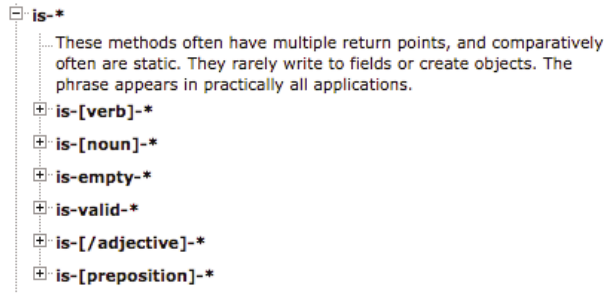 is-*
These methods often have multiple return points, and comparatively
often are static. They rarely write to fields or create objects. The
phrase appears in practically all applications.
is-[verb]-*
is-[noun]-*
is-empty-*
is-valid-*
is-[/adjective]-*
is-[preposition]-*